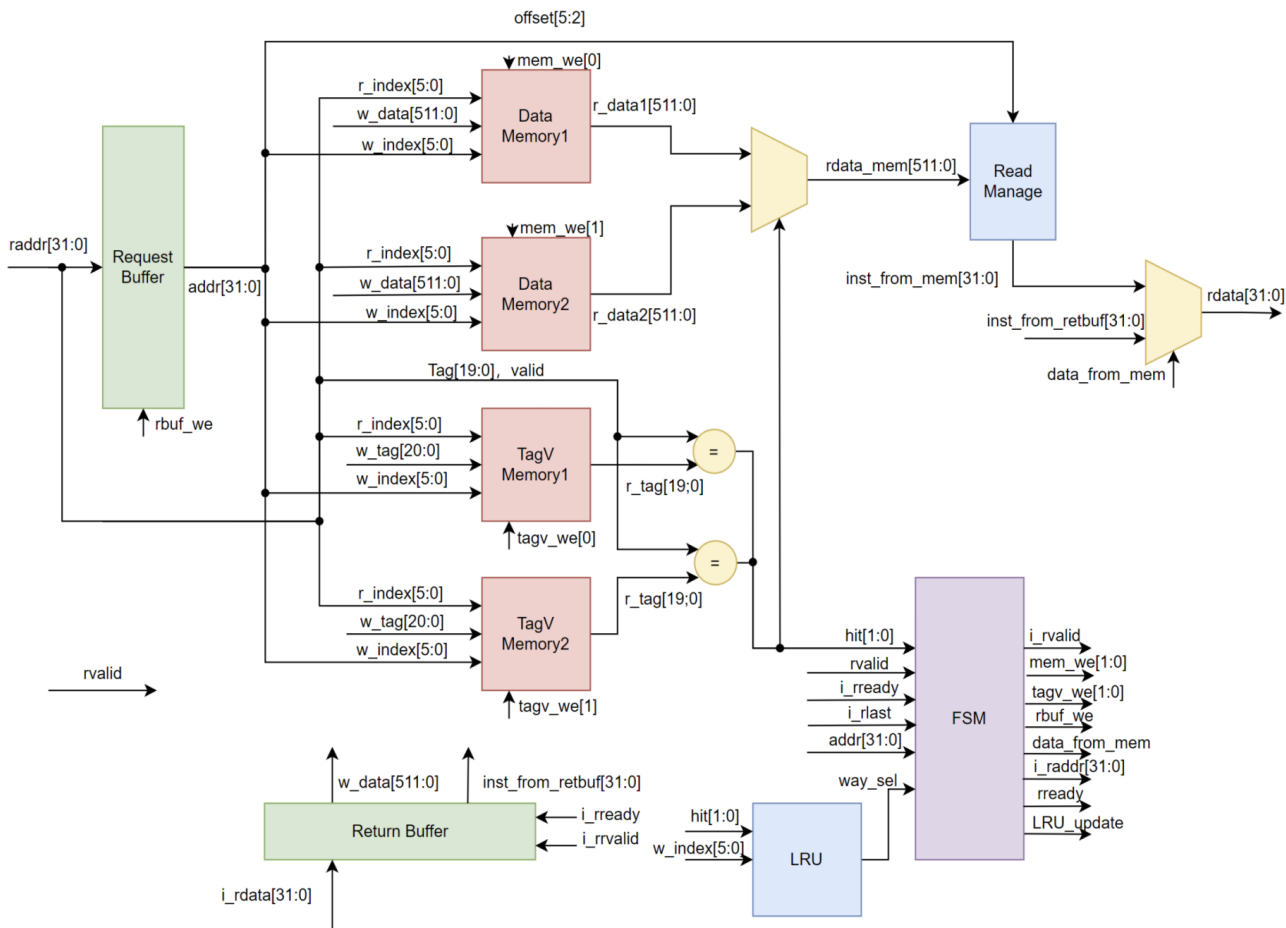 offset[5:2]
mem_we[0]
r_index[5:0]
w_data[511:0]
w_index[5:0]
Data
Memory1
r_data1[511:0]
rdata_mem[511:0]
Read
Manage
raddr[31:0]
Request
Buffer
addr[31:0]
rbuf_we
mem_we[1]
r_index[5:0]
w_data[511:0]
w_index[5:0]
Data
Memory2
r_data2[511:0]
inst_from_mem[31:0]
inst_from_retbuf[31:0]
data_from_mem
rdata[31:0]
Tag[19:0], valid
r_index[5:0]
w_tag[20:0]
w_index[5:0]
TagV
Memory1
tagv_we[0]
=
r_tag[19;0]
r_index[5:0]
w_tag[20:0]
w_index[5:0]
TagV
Memory2
tagv_we[1]
=
r_tag[19;0]
rvalid
hit[1:0]
rvalid
i_rready
i_rlast
addr[31:0]
way_sel
FSM
i_rvalid
mem_we[1:0]
tagv_we[1:0]
rbuf_we
data_from_mem
i_raddr[31:0]
rready
LRU_update
w_data[511:0]
inst_from_retbuf[31:0]
Return Buffer
i_rready
i_rrvalid
i_rdata[31:0]
hit[1:0]
w_index[5:0]
LRU